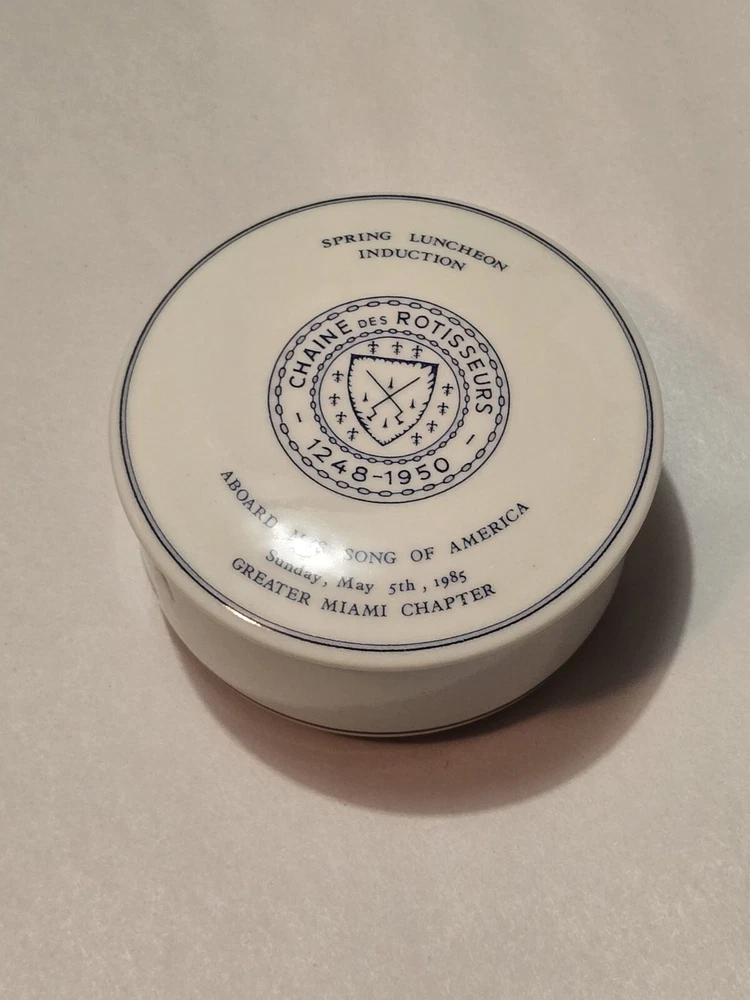 SPRING LUNCHEON
INDUCTION
CHAINE DES ROTISSEURS
- 1248-1950 -
ABOARD SONG OF AMERICA
Sunday, May 5th, 1985
GREATER MIAMI CHAPTER